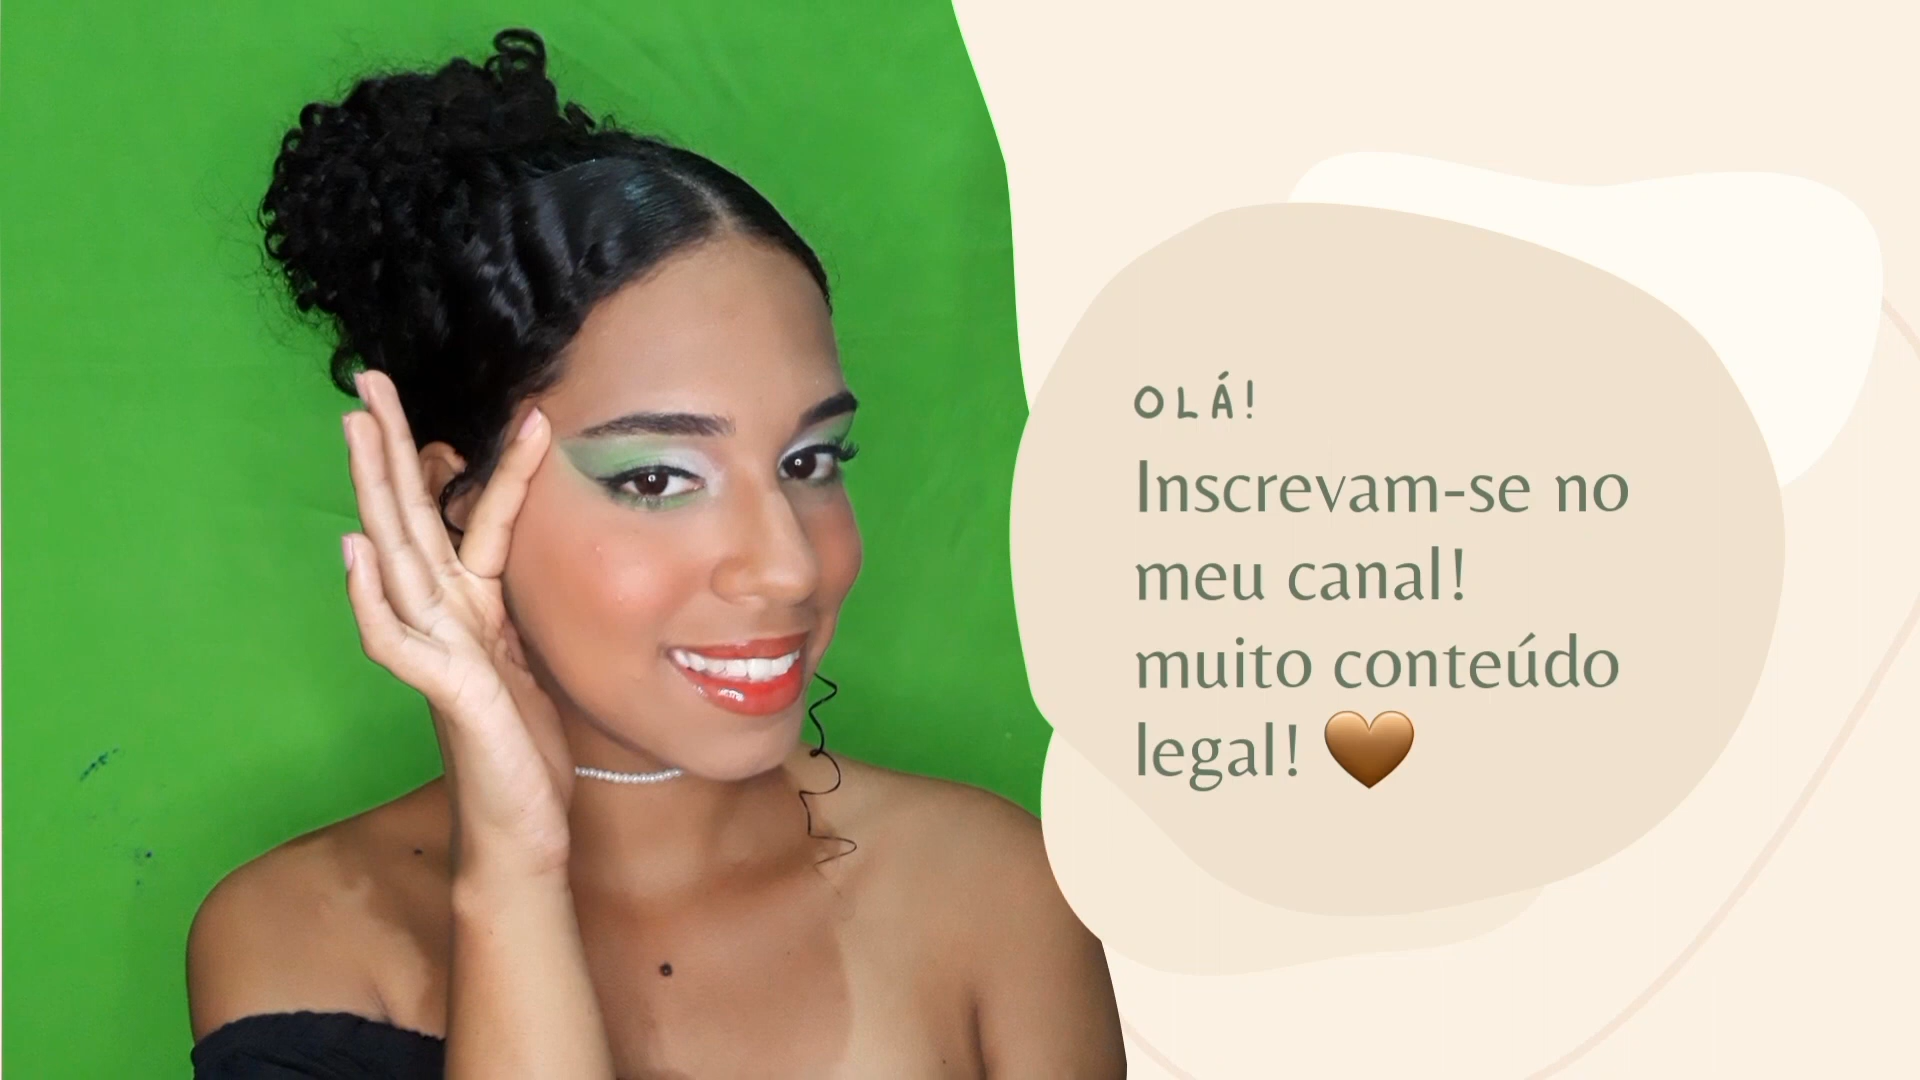 OLÁ!
Inscrevam-se no
meu canal!
muito conteúdo
legal! 🤎